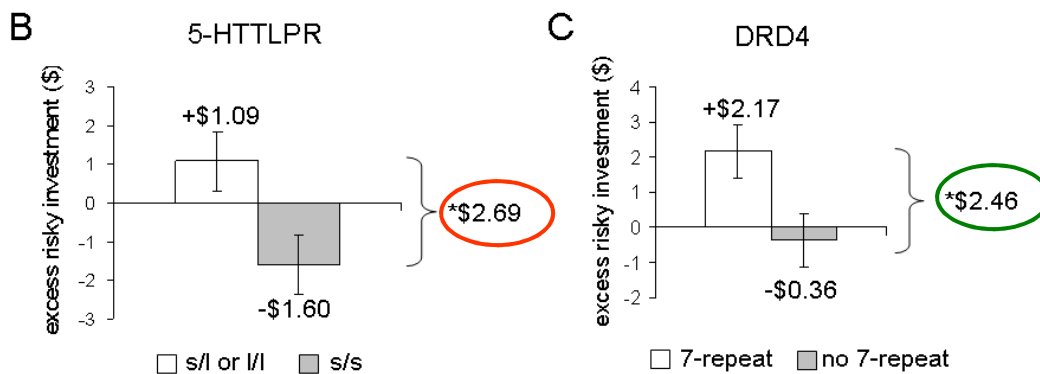 B
5-HTTLPR
excess risky investment ($)
3
2
1
0
-1
-2
-3
+$1.09
-$1.60
*$2.69
s/l or l/l
s/s
C
DRD4
excess risky investment ($)
4
3
2
1
0
-1
-2
+$2.17
-$0.36
*$2.46
7-repeat
no 7-repeat